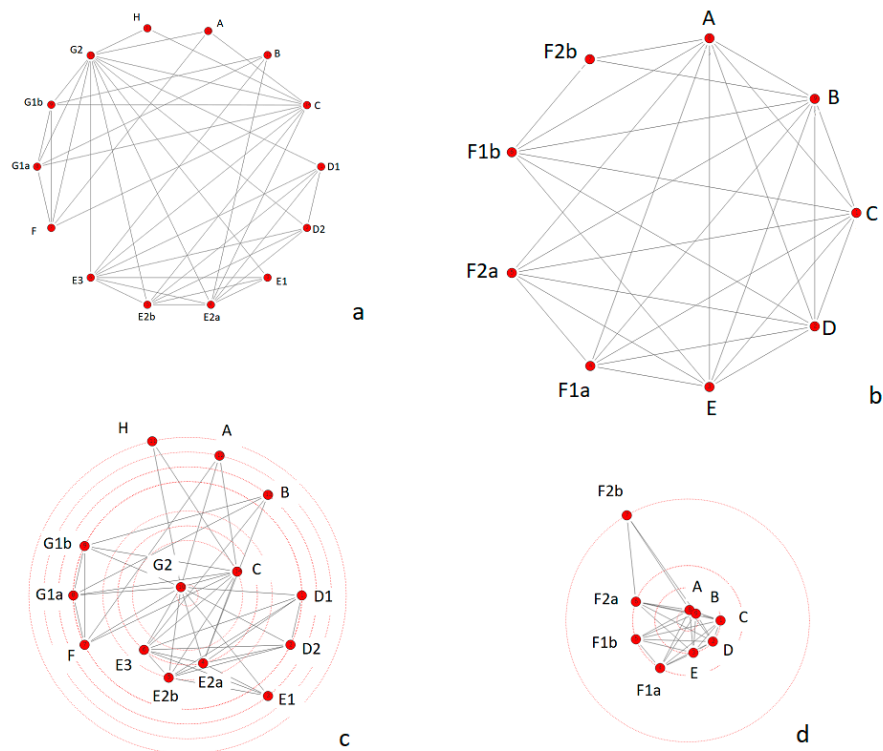 H
A
B
G2
G1b
C
G1a
D1
F
D2
E3
E1
E2b
E2a
a
A
F2b
B
F1b
C
F2a
D
F1a
E
b
H
A
B
G1b
G2
C
G1a
D1
F
D2
E3
E2a
E2b
E1
c
F2b
A
B
F2a
C
F1b
D
E
F1a
d